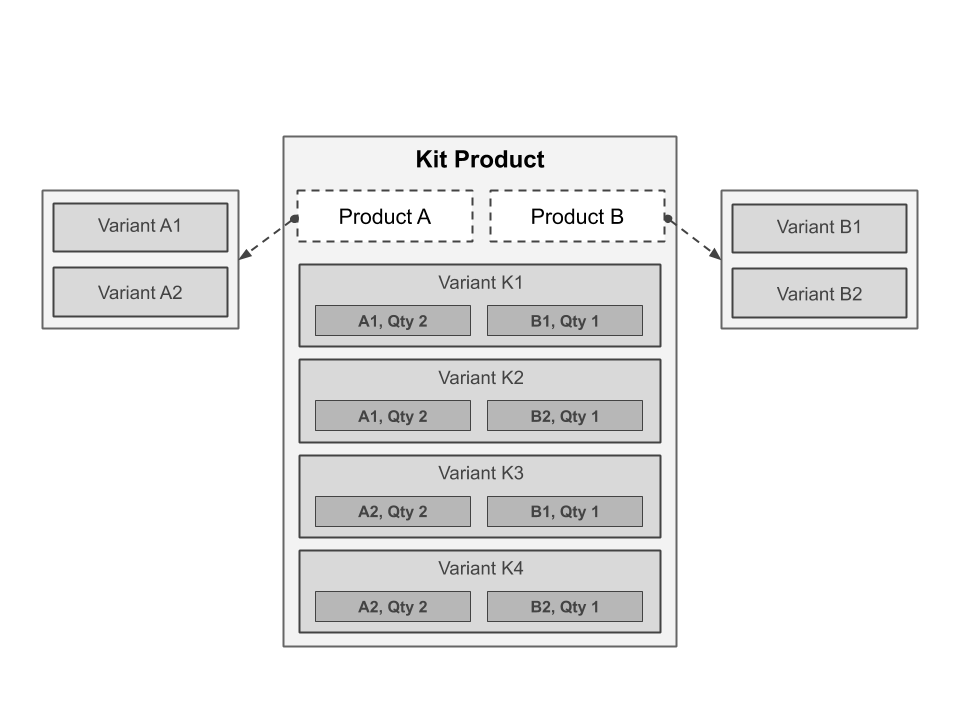 Kit Product
Product A
Product B
Variant A1
Variant A2
Variant B1
Variant B2
Variant K1
A1, Qty 2
B1, Qty 1
Variant K2
A1, Qty 2
B2, Qty 1
Variant K3
A2, Qty 2
B1, Qty 1
Variant K4
A2, Qty 2
B2, Qty 1